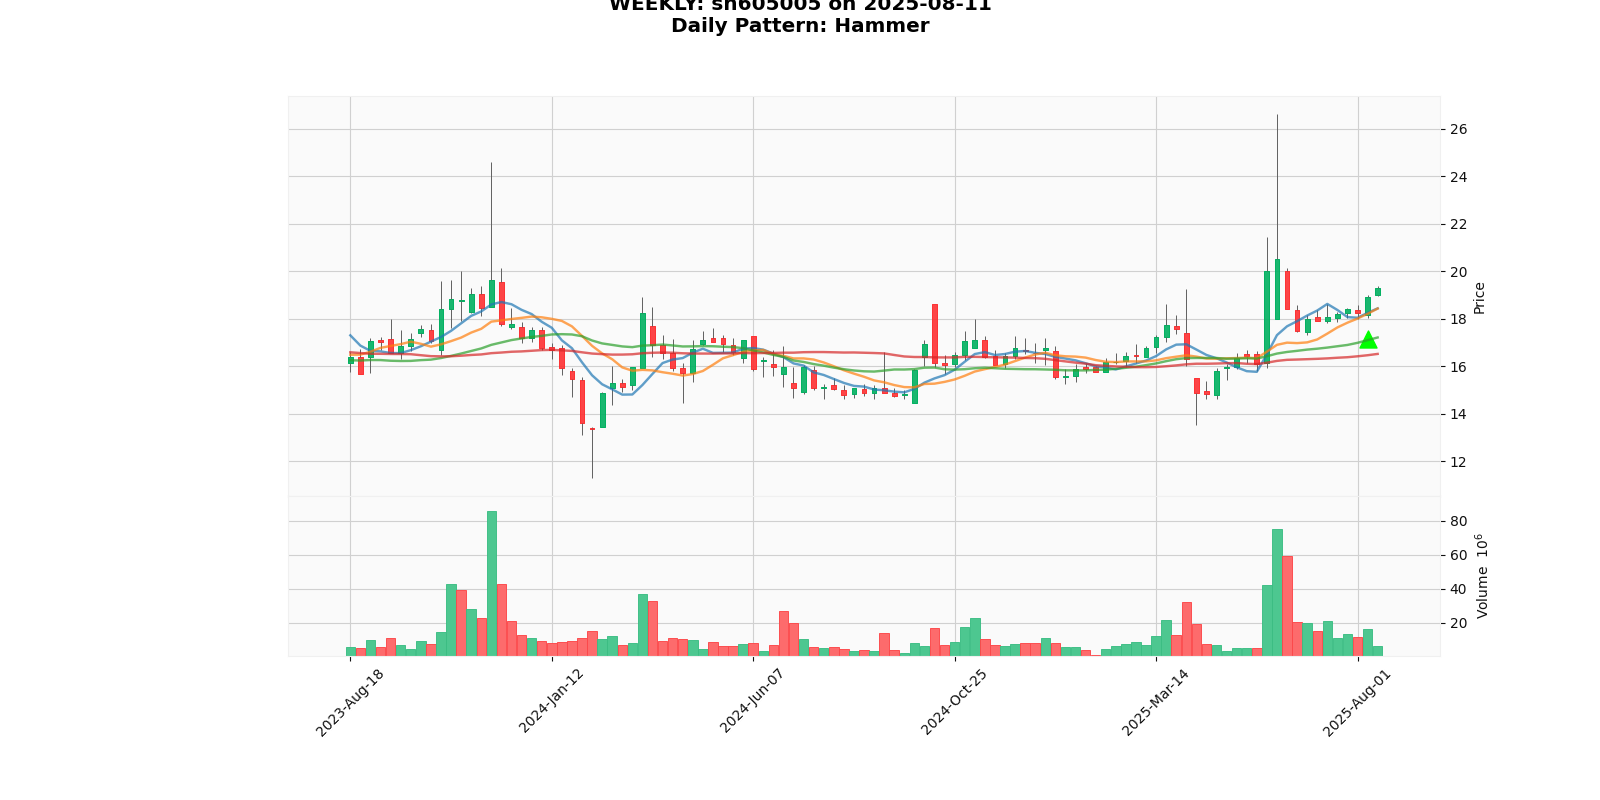 WEEKLY: sh605005 on 2025-08-11
Daily Pattern: Hammer
26
24
22
20
18
16
14
12
Price
80
60
40
20
Volume 10⁶
2023-Aug-18
2024-Jan-12
2024-Jun-07
2024-Oct-25
2025-Mar-14
2025-Aug-01